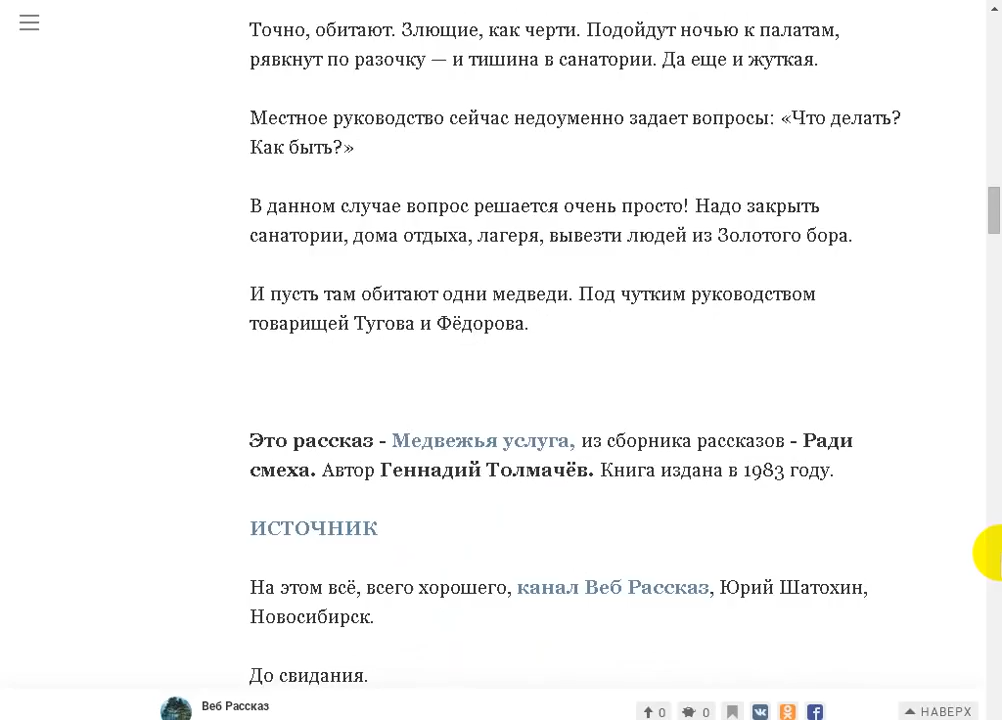 Точно, обитают. Злющие, как черти. Подойдут ночью к палатам,
рявкнут по разочку — и тишина в санатории. Да еще и жуткая.
Местное руководство сейчас недоуменно задает вопросы: «Что делать?
Как быть?»
В данном случае вопрос решается очень просто! Надо закрыть
санатории, дома отдыха, лагеря, вывезти людей из Золотого бора.
И пусть там обитают одни медведи. Под чутким руководством
товарищей Тугова и Фёдорова.
Это рассказ - Медвежья услуга, из сборника рассказов - Ради
смеха. Автор Геннадий Толмачёв. Книга издана в 1983 году.
ИСТОЧНИК
На этом всё, всего хорошего, канал Веб Рассказ, Юрий Шатохин,
Новосибирск.
До свидания.
Веб Рассказ
0
0
НАВЕРХ